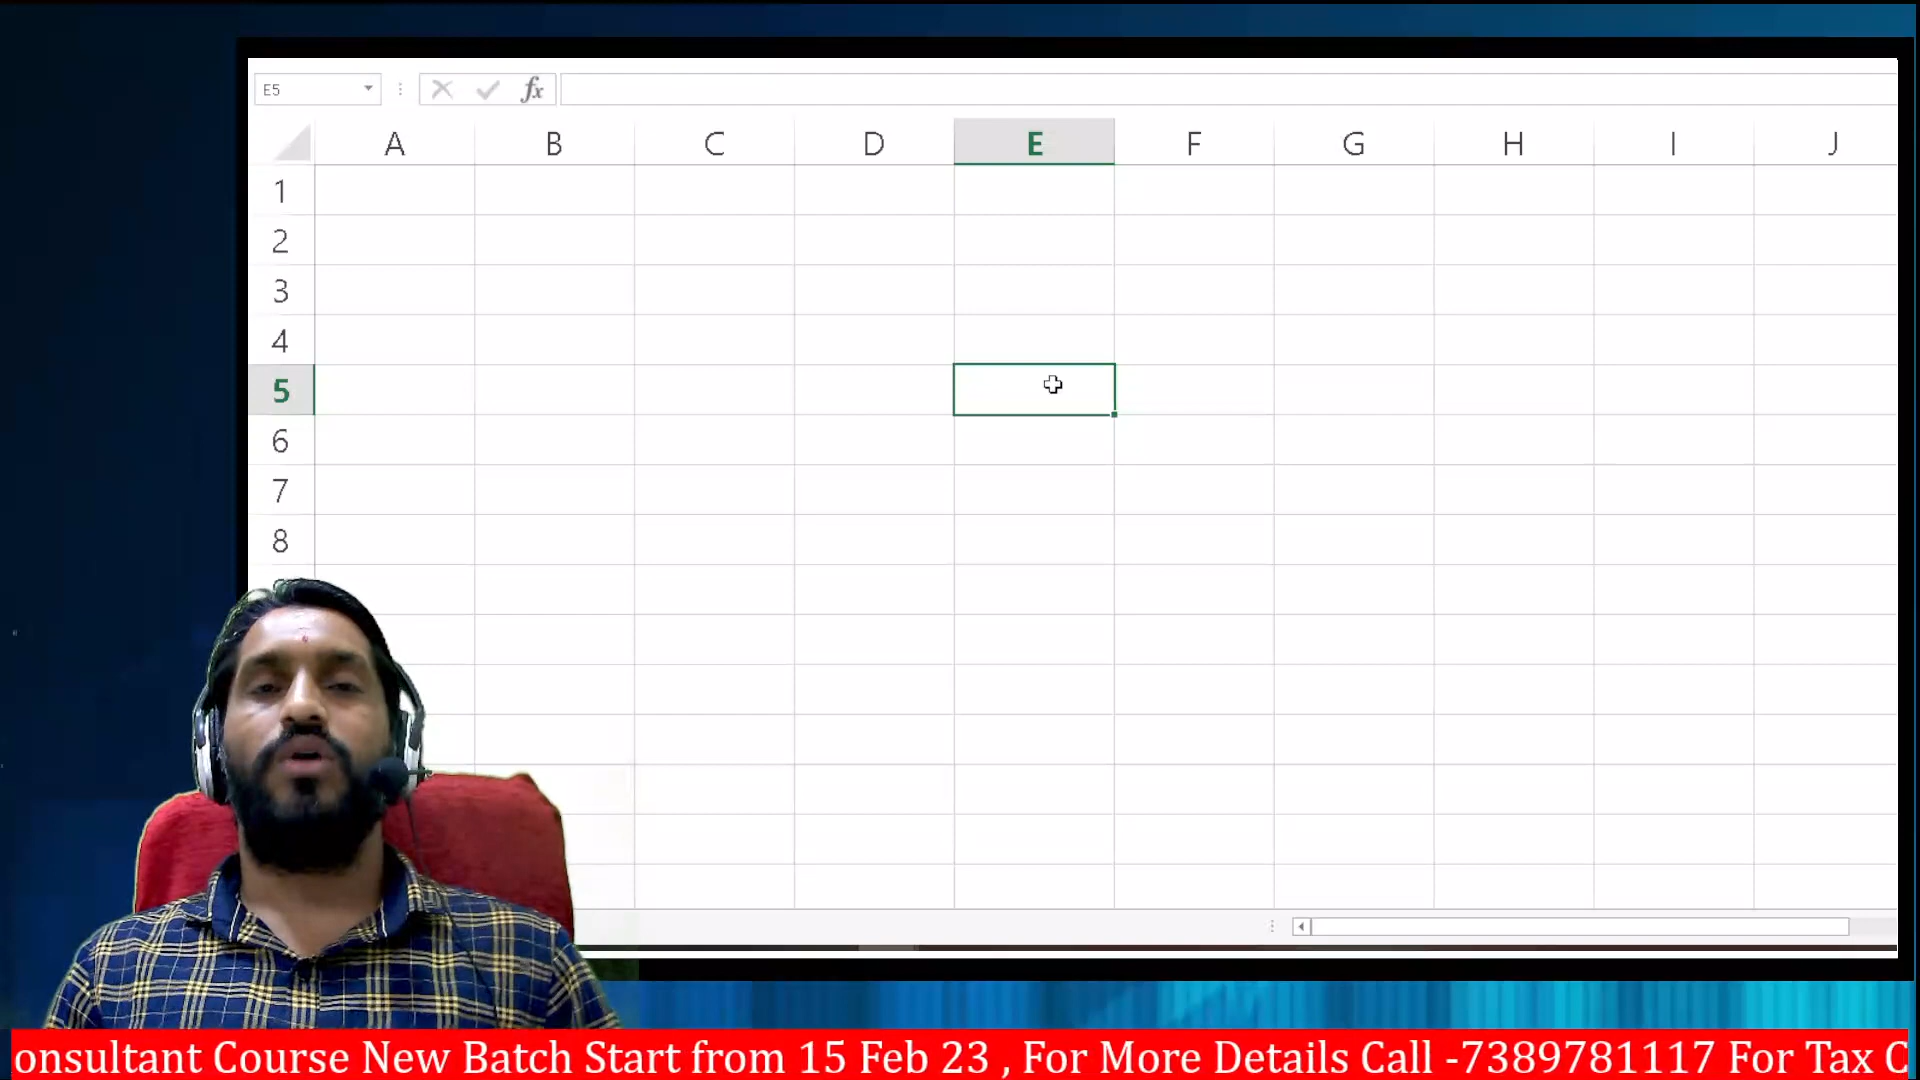 E5
fx
A B C D E F G H I J
1
2
3
4
5
6
7
8
onsultant Course New Batch Start from 15 Feb 23 , For More Details Call -7389781117 For Tax C